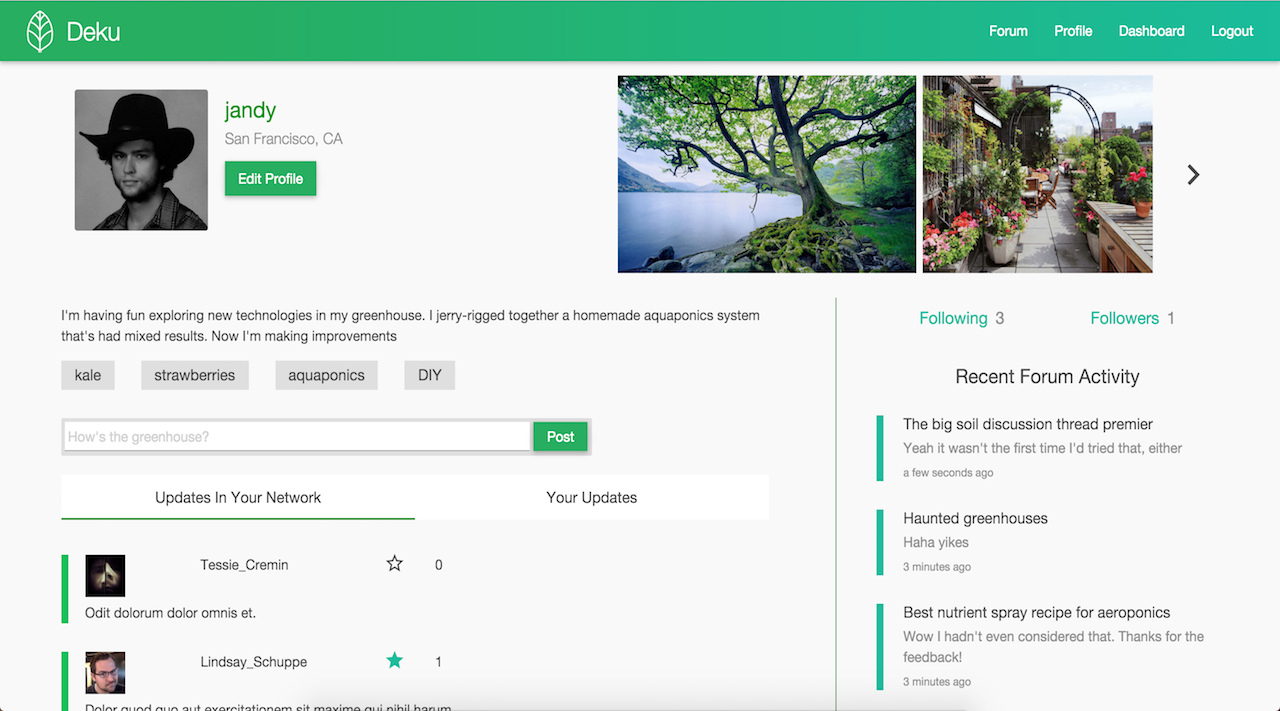 Deku
Forum
Profile
Dashboard
Logout
jandy
San Francisco, CA
Edit Profile
I'm having fun exploring new technologies in my greenhouse. I jerry-rigged together a homemade aquaponics system
that's had mixed results. Now I'm making improvements
kale
strawberries
aquaponics
DIY
How's the greenhouse?
Post
Updates In Your Network
Your Updates
Tessie_Cremin
0
Odit dolorum dolor omnis et.
Lindsay_Schuppe
1
Dolor quod quo aut exercitationem sit maxime qui nihil harum
Following 3
Followers 1
Recent Forum Activity
The big soil discussion thread premier
Yeah it wasn't the first time I'd tried that, either
a few seconds ago
Haunted greenhouses
Haha yikes
3 minutes ago
Best nutrient spray recipe for aeroponics
Wow I hadn't even considered that. Thanks for the
feedback!
3 minutes ago